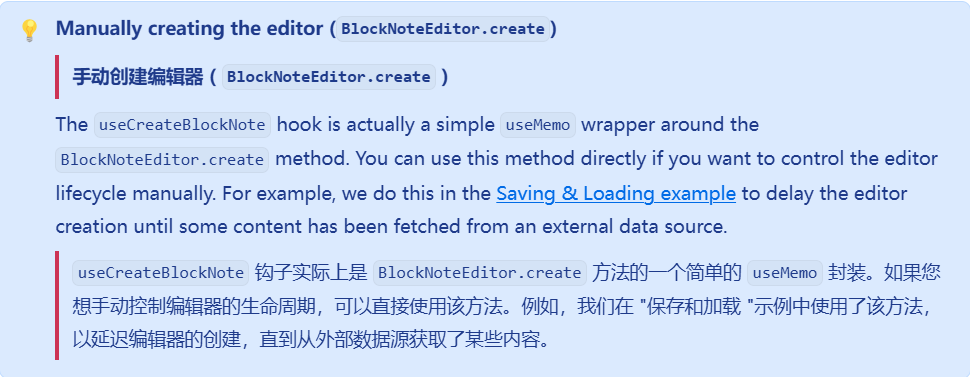 Manually creating the editor (BlockNoteEditor.create)
手动创建编辑器 ( BlockNoteEditor.create )
The useCreateBlockNote hook is actually a simple useMemo wrapper around the
BlockNoteEditor.create method. You can use this method directly if you want to control the editor
lifecycle manually. For example, we do this in the Saving & Loading example to delay the editor
creation until some content has been fetched from an external data source.
useCreateBlockNote 钩子实际上是 BlockNoteEditor.create 方法的一个简单的 useMemo 封装。如果您
想手动控制编辑器的生命周期，可以直接使用该方法。例如，我们在 "保存和加载 "示例中使用了该方法，
以延迟编辑器的创建，直到从外部数据源获取了某些内容。